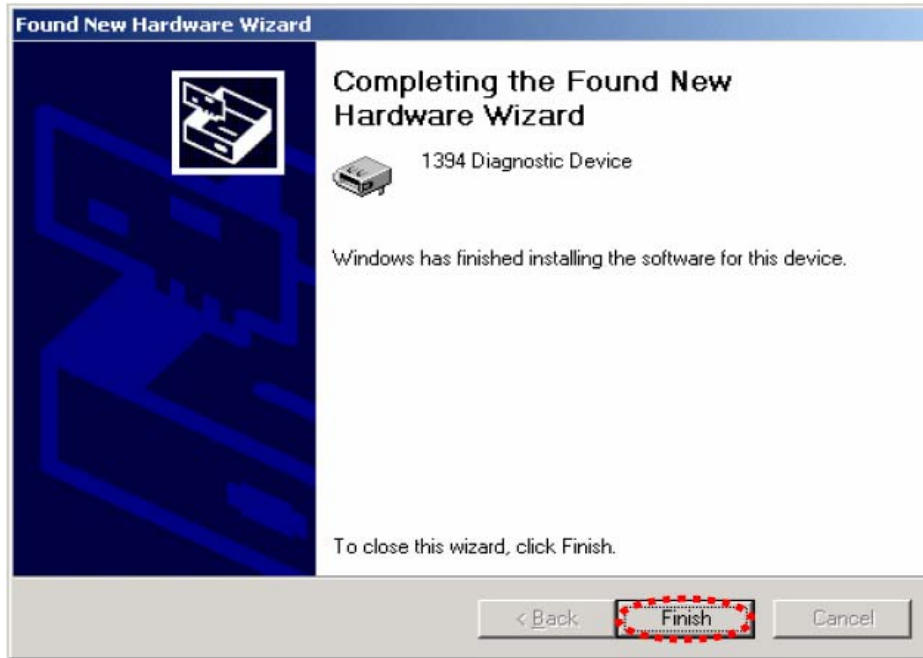 Found New Hardware Wizard
Completing the Found New
Hardware Wizard
1394 Diagnostic Device
Windows has finished installing the software for this device.
To close this wizard, click Finish.
< Back
Finish
Cancel